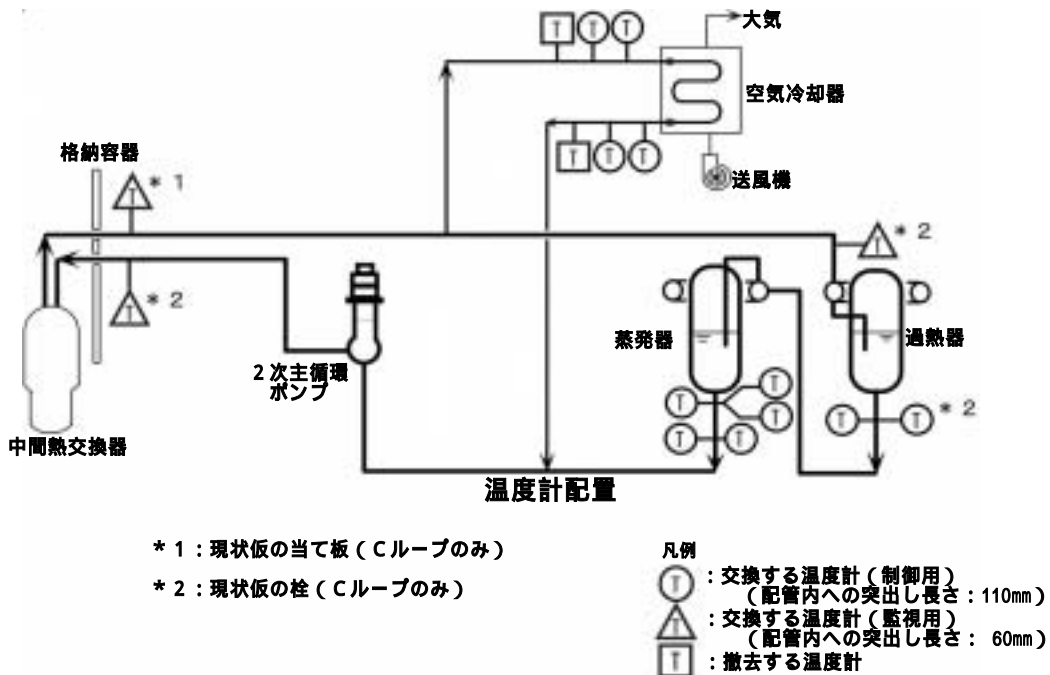 T T T
大気
空気冷却器
T T T
送風機
格納容器
T * 1
T * 2
T * 2
蒸発器
過熱器
2次主循環
ポンプ
T T
T T
T T
T T * 2
中間熱交換器
温度計配置
* 1 : 現状仮の当て板 ( Cループのみ )
* 2 : 現状仮の栓 ( Cループのみ )
凡例
T : 交換する温度計 ( 制御用 )
( 配管内への突出し長さ : 110㎜ )
T : 交換する温度計 ( 監視用 )
( 配管内への突出し長さ : 60㎜ )
T : 撤去する温度計